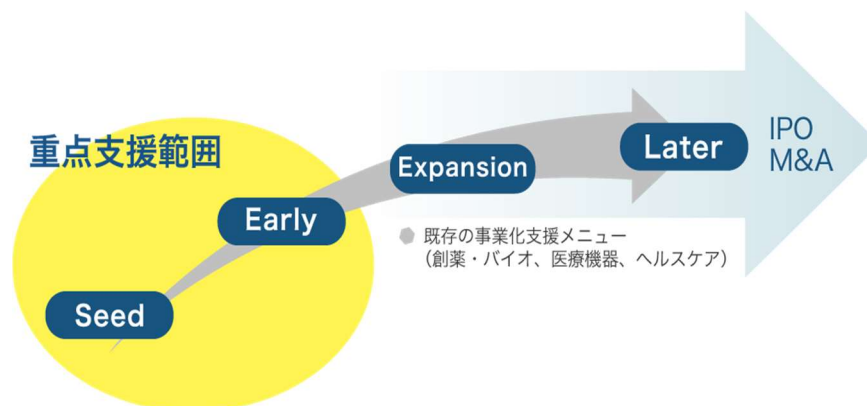 重点支援範囲
Seed
Early
Expansion
Later
IPO
M&A
既存の事業化支援メニュー
（創薬・バイオ、医療機器、ヘルスケア）